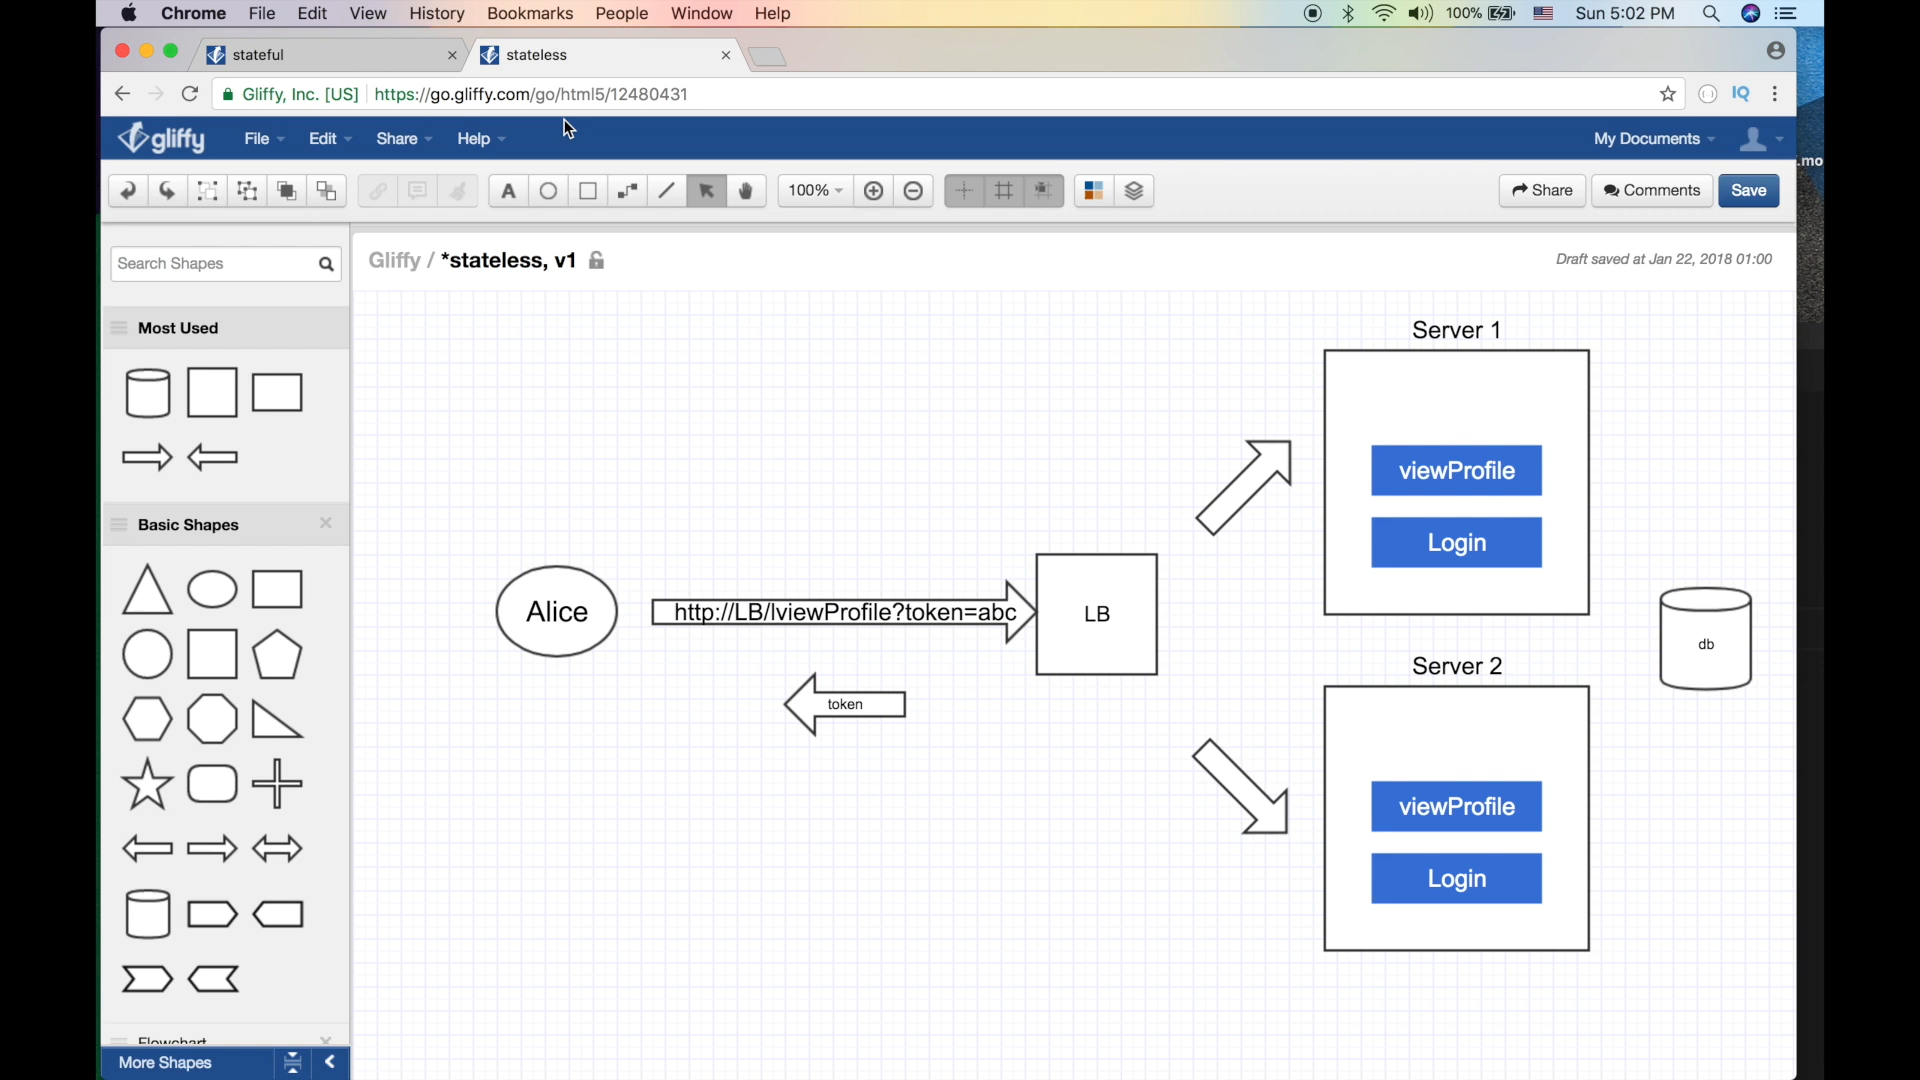 Chrome File Edit View History Bookmarks People Window Help
100% Sun 5:02 PM
stateful
stateless
Gliffy, Inc. [US] https://go.gliffy.com/go/html5/12480431
IQ
gliffy File Edit Share Help My Documents
.mo
A 100% Share Comments Save
Search Shapes
Gliffy / *stateless, v1
Draft saved at Jan 22, 2018 01:00
Most Used
Basic Shapes
Flowchart
More Shapes
Server 1
viewProfile
Login
Alice
http://LB/lviewProfile?token=abc
LB
token
db
Server 2
viewProfile
Login